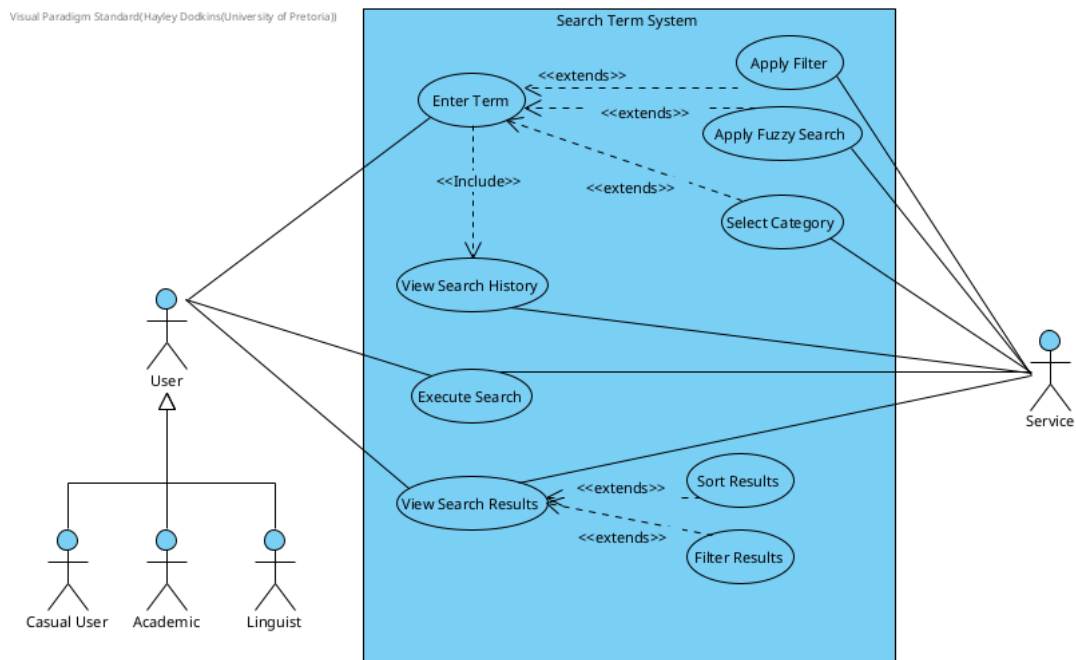 Visual Paradigm Standard(Hayley Dodkins(University of Pretoria))
Search Term System
Apply Filter
<<extends>>
Enter Term
<<extends>>
Apply Fuzzy Search
<<Include>>
<<extends>>
Select Category
View Search History
User
Execute Search
Service
Sort Results
<<extends>>
View Search Results
<<extends>>
Filter Results
Casual User
Academic
Linguist